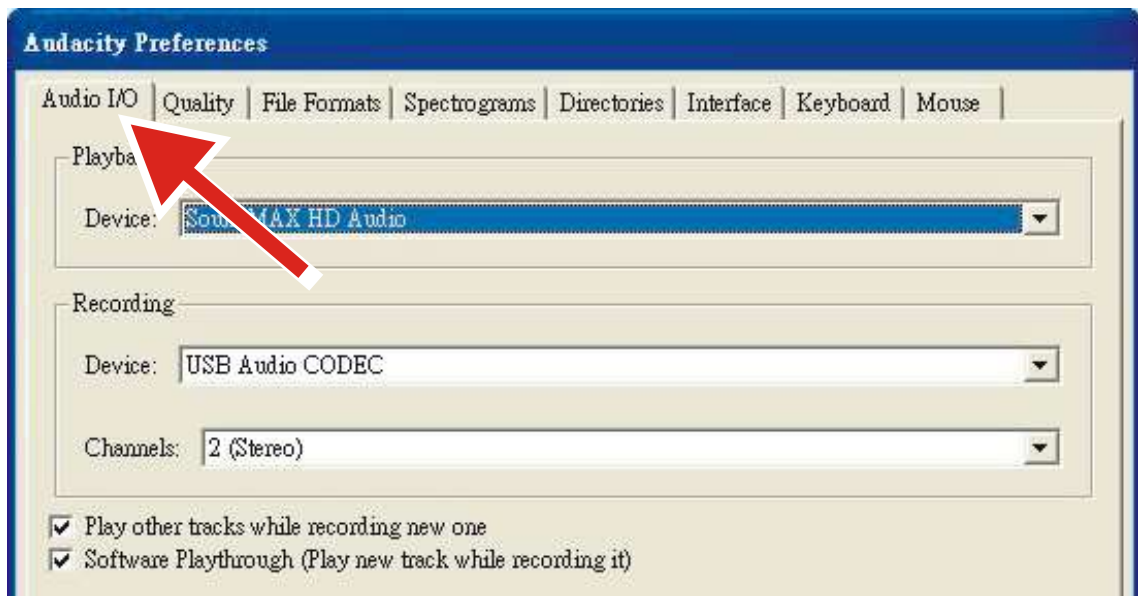 Audacity Preferences
Audio I/O Quality File Formats Spectrograms Directories Interface Keyboard Mouse
Device: MAX HD Audio
Recording
Device: USB Audio CODEC
Channels: 2 (Stereo)
Play other tracks while recording new one
Software Playthrough (Play new track while recording it)